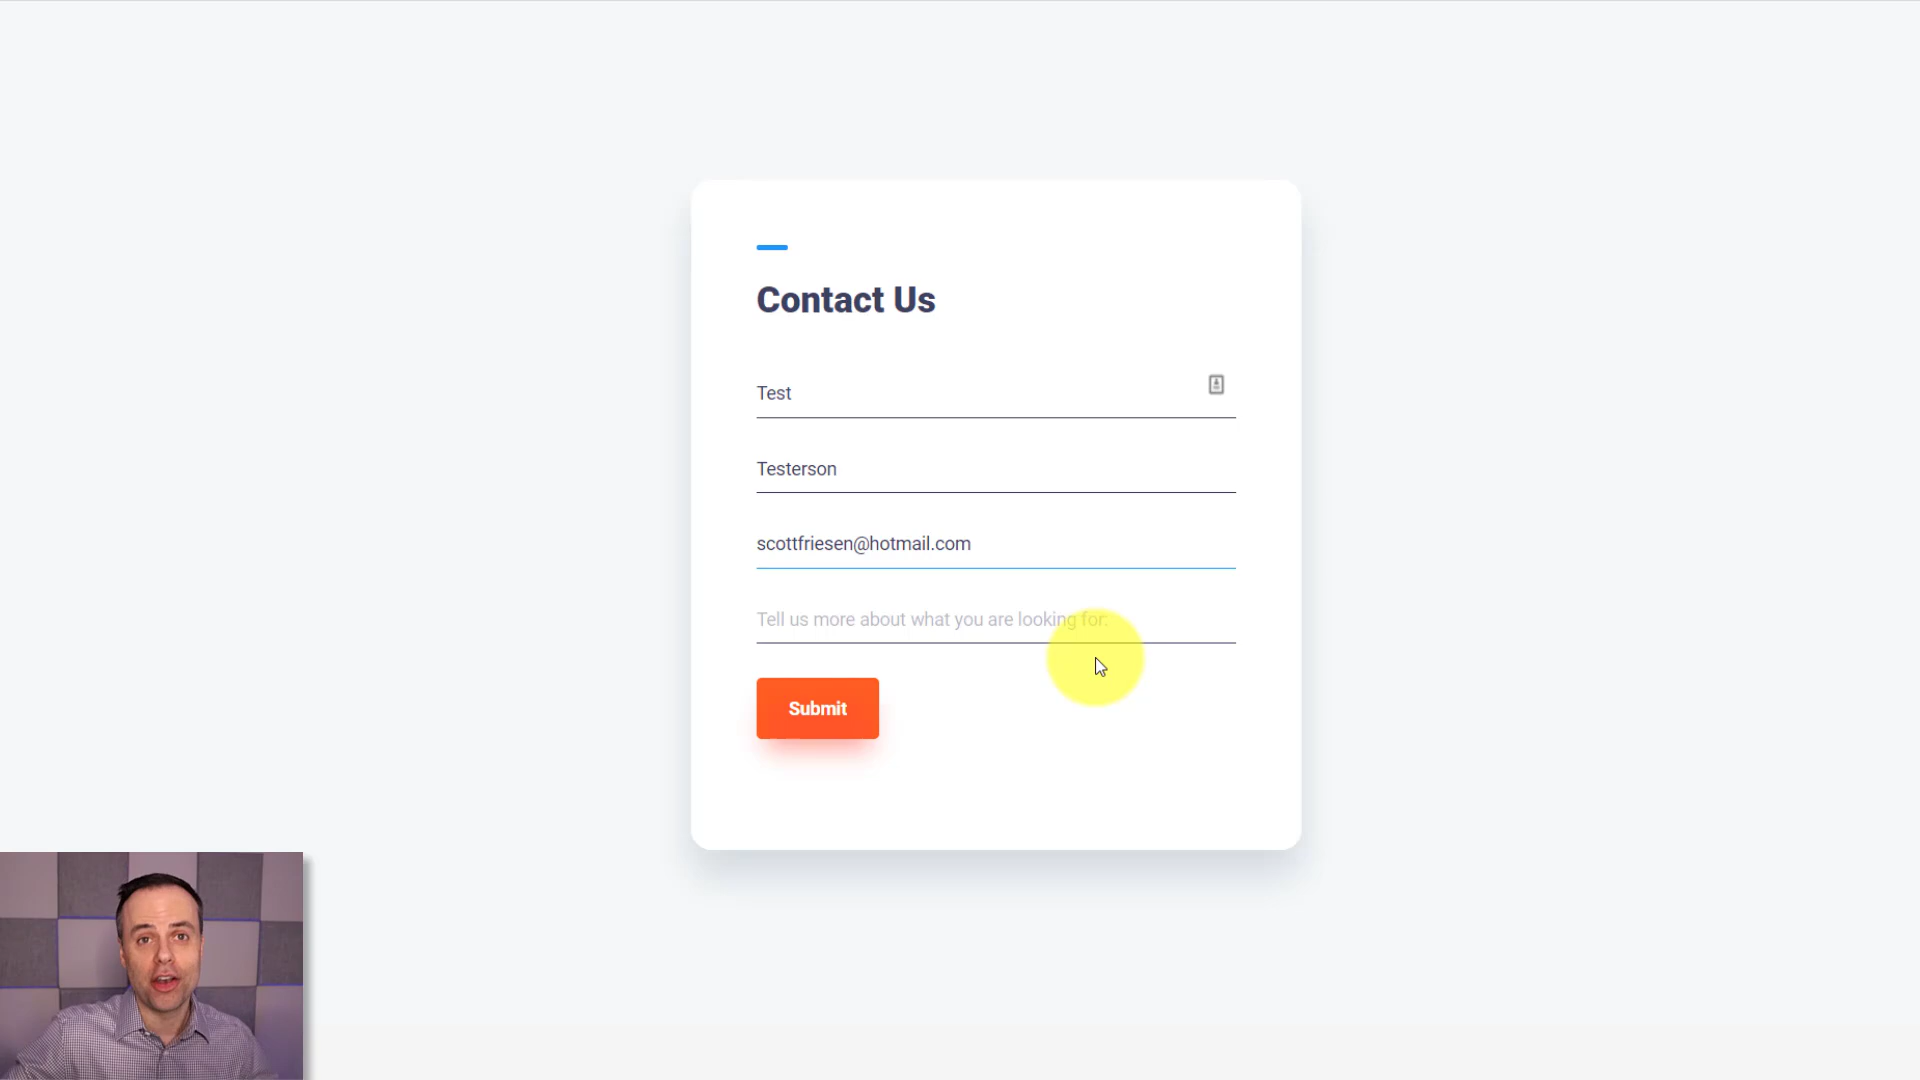 Contact Us
Test
Testerson
scottfriesen@hotmail.com
Tell us more about what you are looking for:
Submit